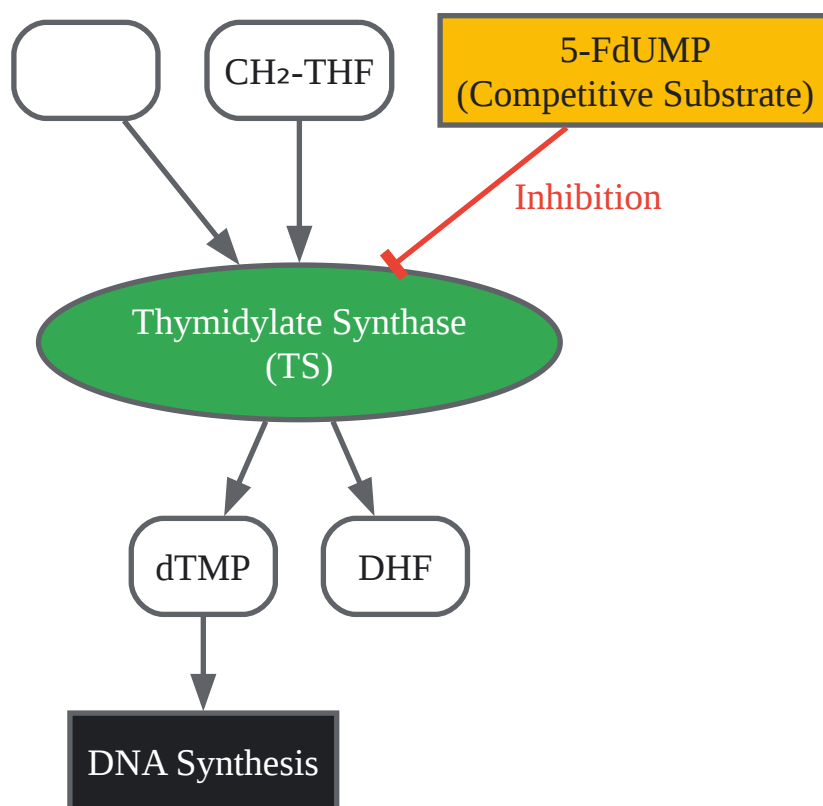 CH₂-THF
5-FdUMP
(Competitive Substrate)
Inhibition
Thymidylate Synthase
(TS)
dTMP
DHF
DNA Synthesis